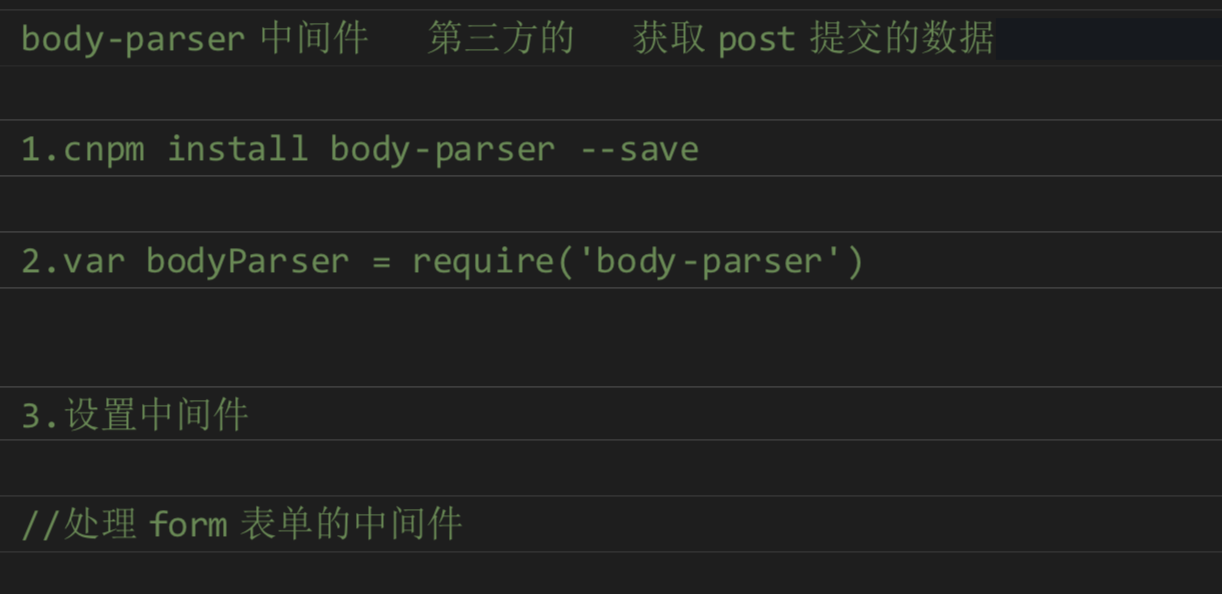 body-parser 中间件 第三方的 获取 post 提交的数据
1.cnpm install body-parser --save
2.var bodyParser = require('body-parser')
3.设置中间件
//处理 form 表单的中间件